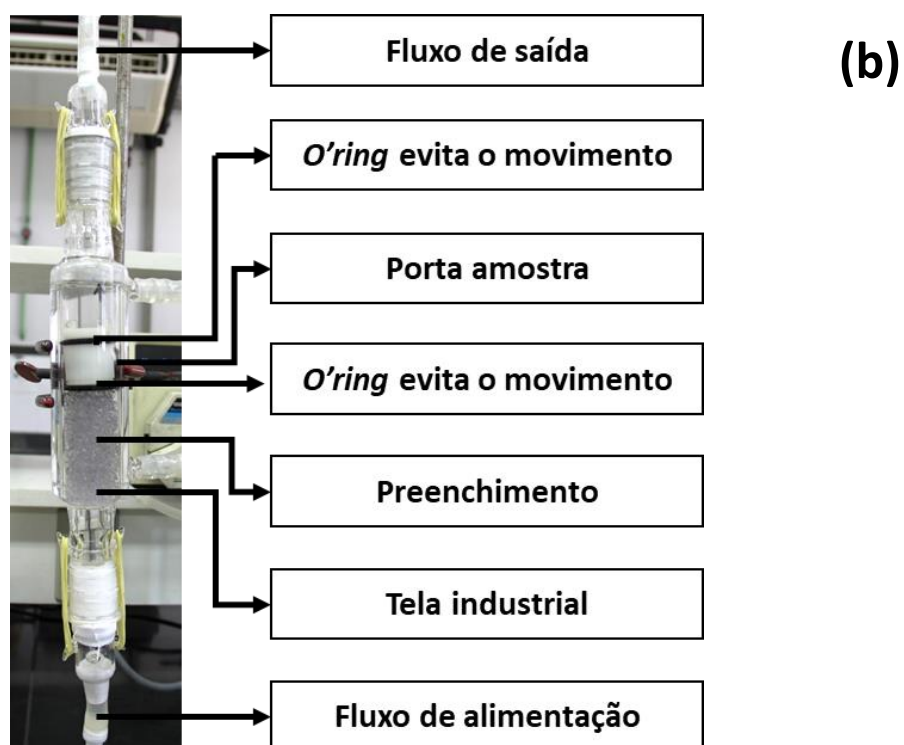 Fluxo de saída
(b)
O'ring evita o movimento
Porta amostra
O'ring evita o movimento
Preenchimento
Tela industrial
Fluxo de alimentação